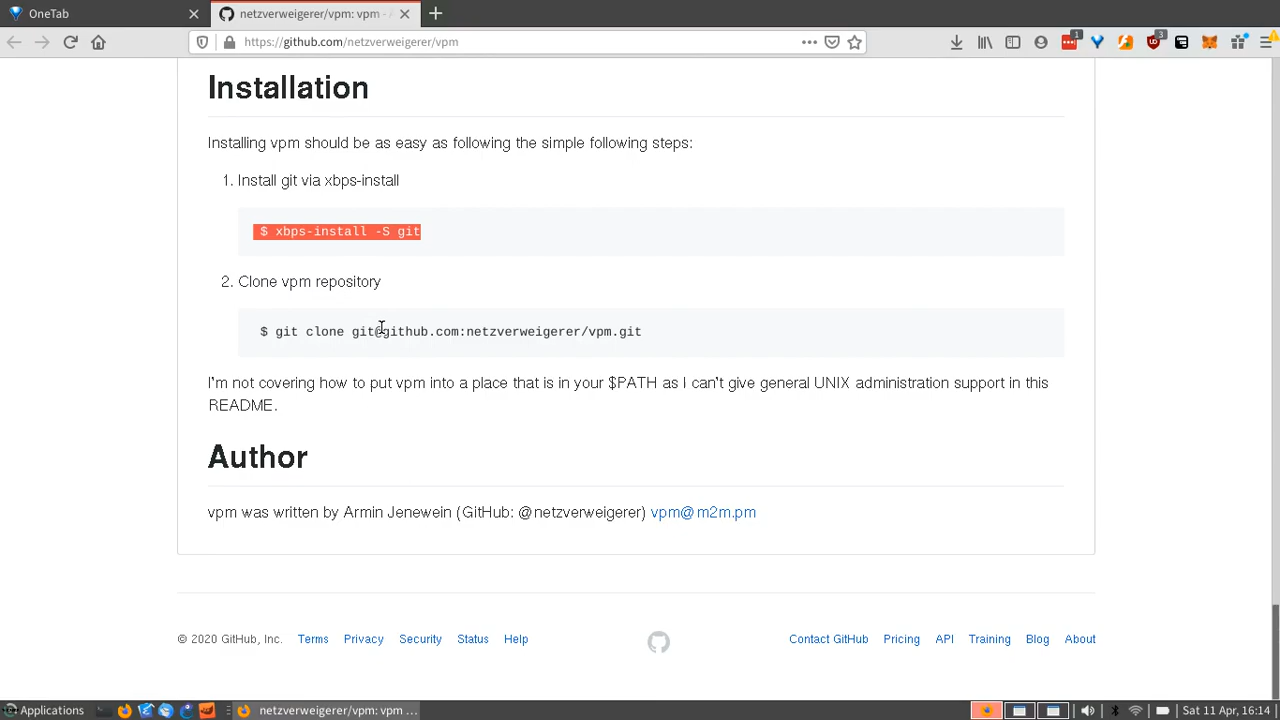 OneTab
netzverweigerer/vpm: vpm -
https://github.com/netzverweigerer/vpm
1
3
Installation
Installing vpm should be as easy as following the simple following steps:
1. Install git via xbps-install
$ xbps-install -S git
2. Clone vpm repository
$ git clone git@github.com:netzverweigerer/vpm.git
I'm not covering how to put vpm into a place that is in your $PATH as I can't give general UNIX administration support in this
README.
Author
vpm was written by Armin Jenewein (GitHub: @netzverweigerer) vpm@m2m.pm
© 2020 GitHub, Inc. Terms Privacy Security Status Help Contact GitHub Pricing API Training Blog About
Applications netzverweigerer/vpm: vpm ... Sat 11 Apr, 16:14